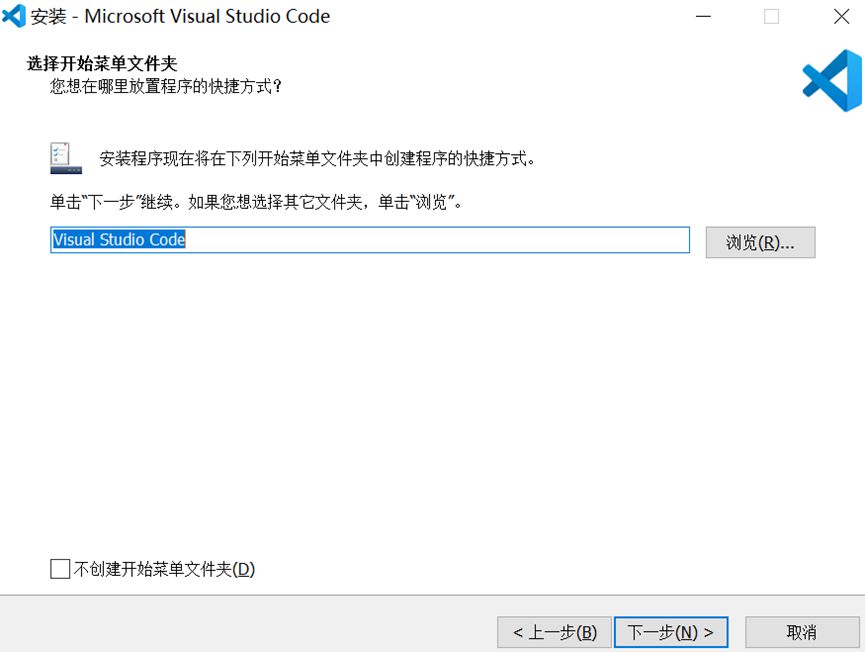 安装 - Microsoft Visual Studio Code
选择开始菜单文件夹
您想在哪里放置程序的快捷方式?
安装程序现在将在下列开始菜单文件夹中创建程序的快捷方式。
单击“下一步”继续。如果您想选择其它文件夹，单击“浏览”。
Visual Studio Code
浏览(R)...
不创建开始菜单文件夹(D)
< 上一步(B)
下一步(N) >
取消